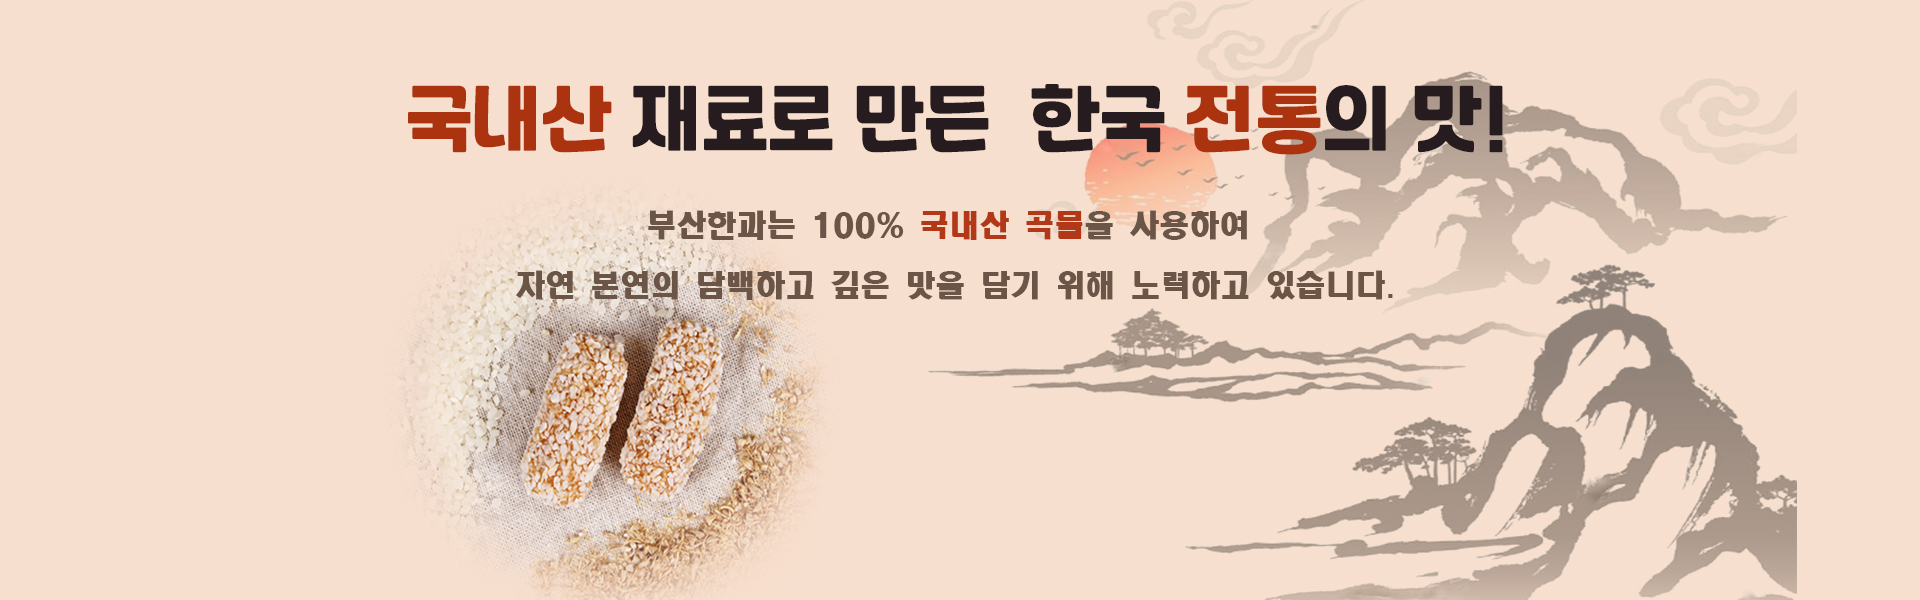 국내산 재료로 만든 한국 전통의 맛!
부산한과는 100% 국내산 곡물을 사용하여
자연 본연의 담백하고 깊은 맛을 담기 위해 노력하고 있습니다.